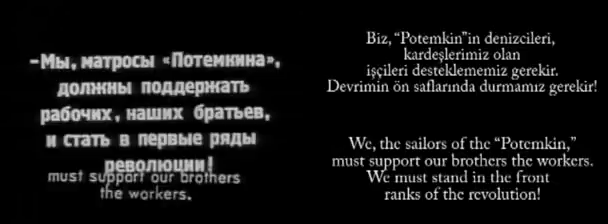 –Мы, матросы «Потемкина»,
должны поддержать
рабочих, наших братьев,
и стать в первые ряды
революции!
must support our brothers
the workers.
Biz, “Potemkin”in denizcileri,
kardeşlerimiz olan
işçileri desteklememiz gerekir.
Devrimin ön saflarında durmamız gerekir!
We, the sailors of the “Potemkin,”
must support our brothers the workers.
We must stand in the front
ranks of the revolution!